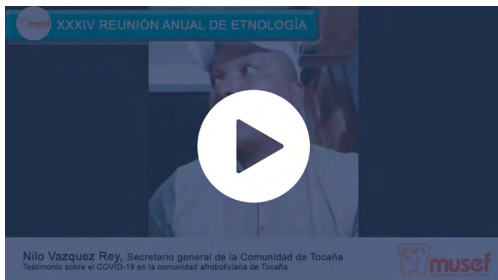 musef
XXXIV REUNIÓN ANUAL DE ETNOLOGÍA
Nilo Vazquez Rey, Secretario general de la Comunidad de Tocaña
Testimonio sobre el COVID-19 en la comunidad afroboliviana de Tocaña
musef